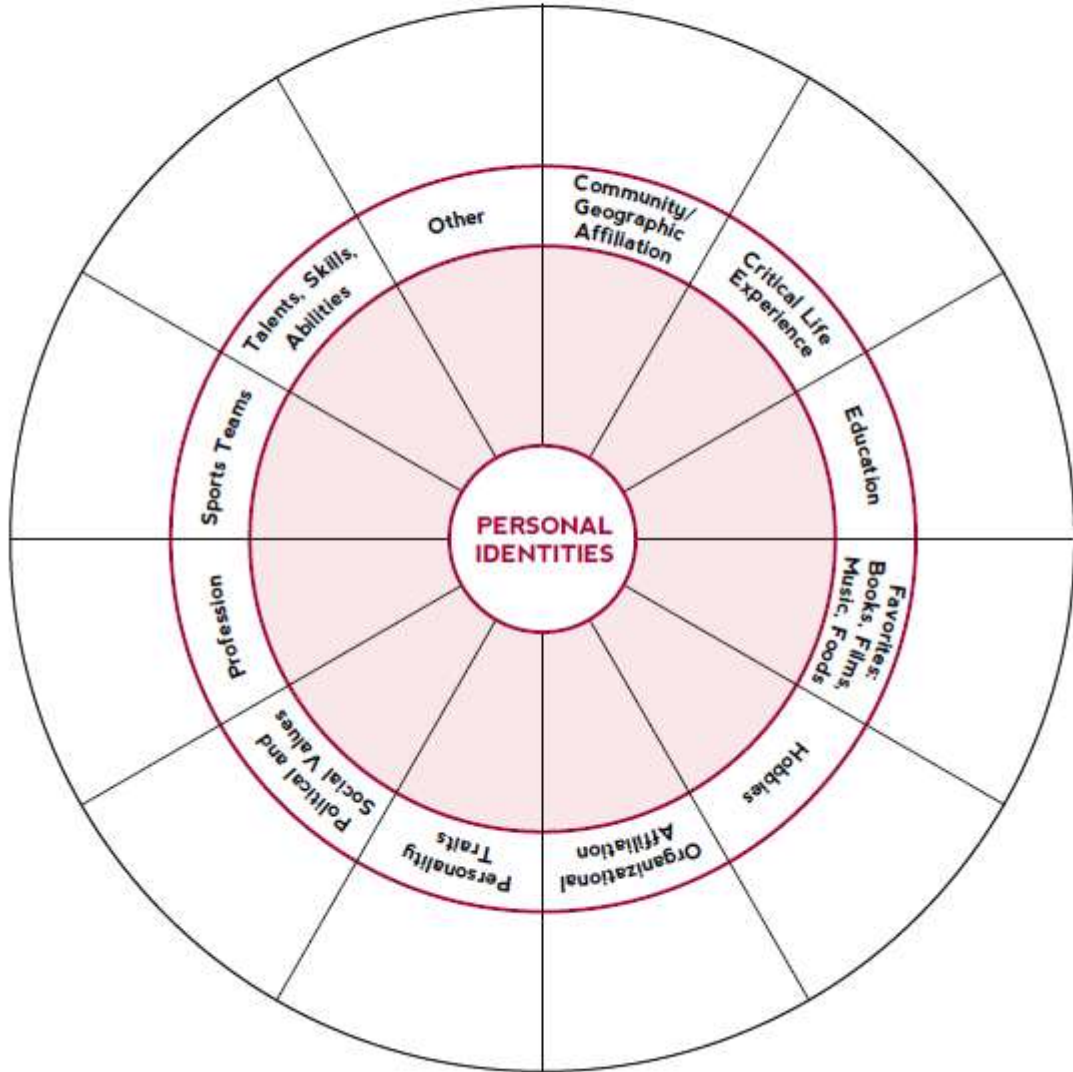 PERSONAL
IDENTITIES
Community/
Geographic
Affiliation
Critical Life
Experience
Education
Favorites:
Books, Films,
Music, Foods
Hobbies
Organizational
Affiliation
Personality
Traits
Political and
Social Values
Profession
Sports Teams
Talents, Skills,
Abilities
Other